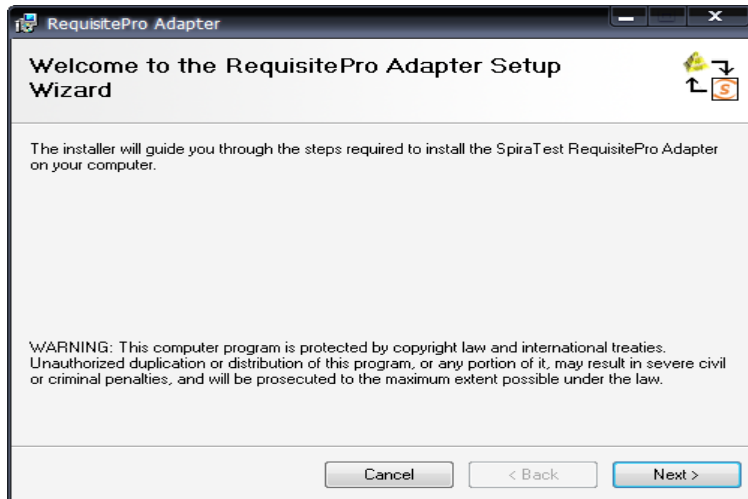 RequisitePro Adapter
Welcome to the RequisitePro Adapter Setup
Wizard
S
The installer will guide you through the steps required to install the SpiraTest RequisitePro Adapter
on your computer.
WARNING: This computer program is protected by copyright law and international treaties.
Unauthorized duplication or distribution of this program, or any portion of it, may result in severe civil
or criminal penalties, and will be prosecuted to the maximum extent possible under the law.
Cancel < Back Next >